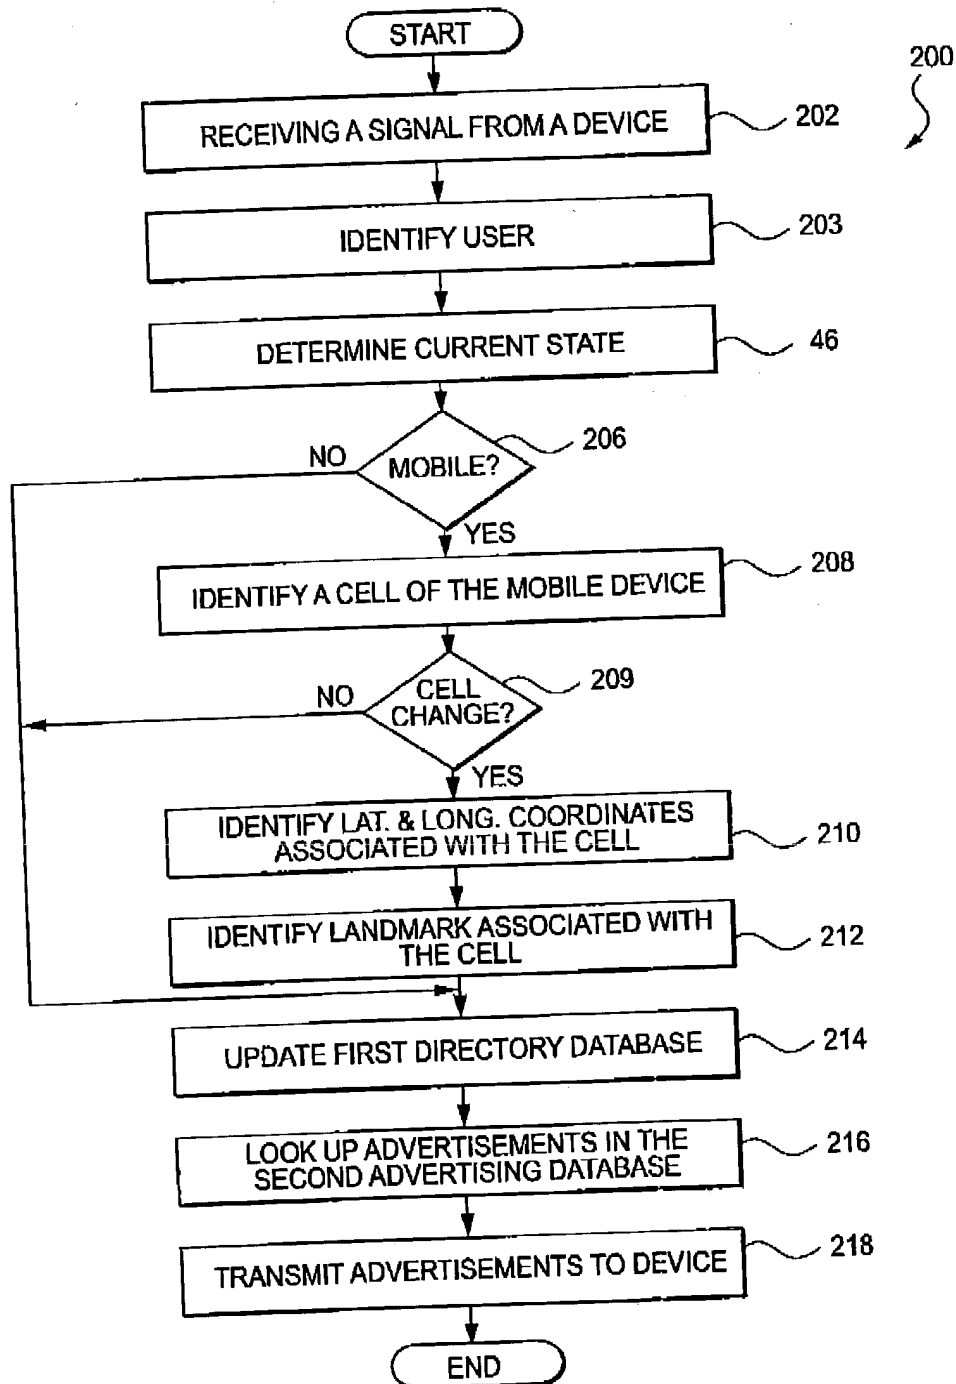 START
200
RECEIVING A SIGNAL FROM A DEVICE
202
IDENTIFY USER
203
DETERMINE CURRENT STATE
46
MOBILE?
206
NO
YES
IDENTIFY A CELL OF THE MOBILE DEVICE
208
CELL
CHANGE?
209
NO
YES
IDENTIFY LAT. & LONG. COORDINATES
ASSOCIATED WITH THE CELL
210
IDENTIFY LANDMARK ASSOCIATED WITH
THE CELL
212
UPDATE FIRST DIRECTORY DATABASE
214
LOOK UP ADVERTISEMENTS IN THE
SECOND ADVERTISING DATABASE
216
TRANSMIT ADVERTISEMENTS TO DEVICE
218
END